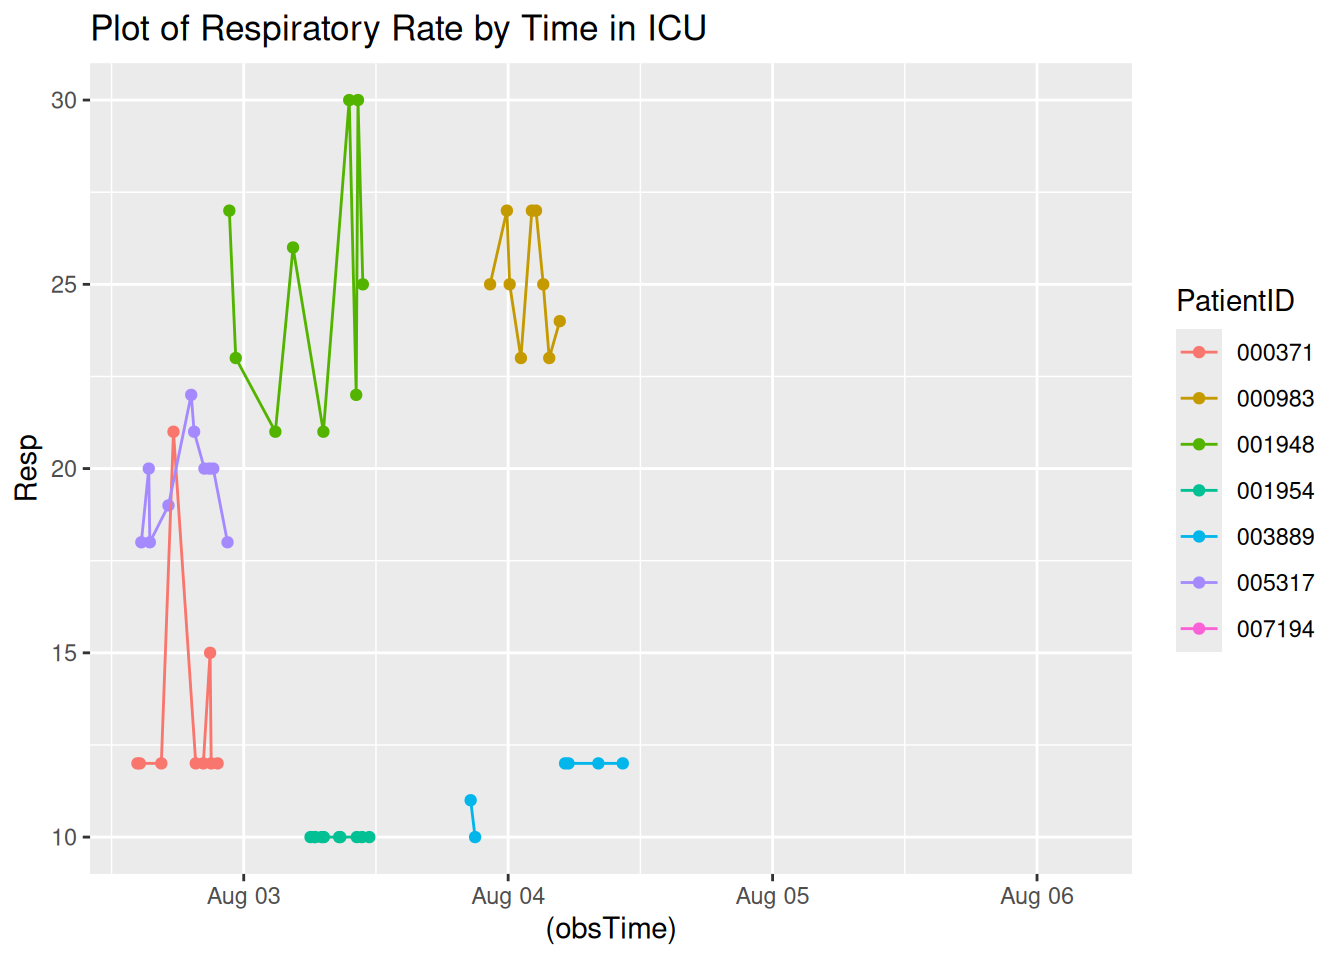 Plot of Respiratory Rate by Time in ICU
30
25
20
15
10
Resp
Aug 03
Aug 04
Aug 05
Aug 06
(obsTime)
PatientID
000371
000983
001948
001954
003889
005317
007194